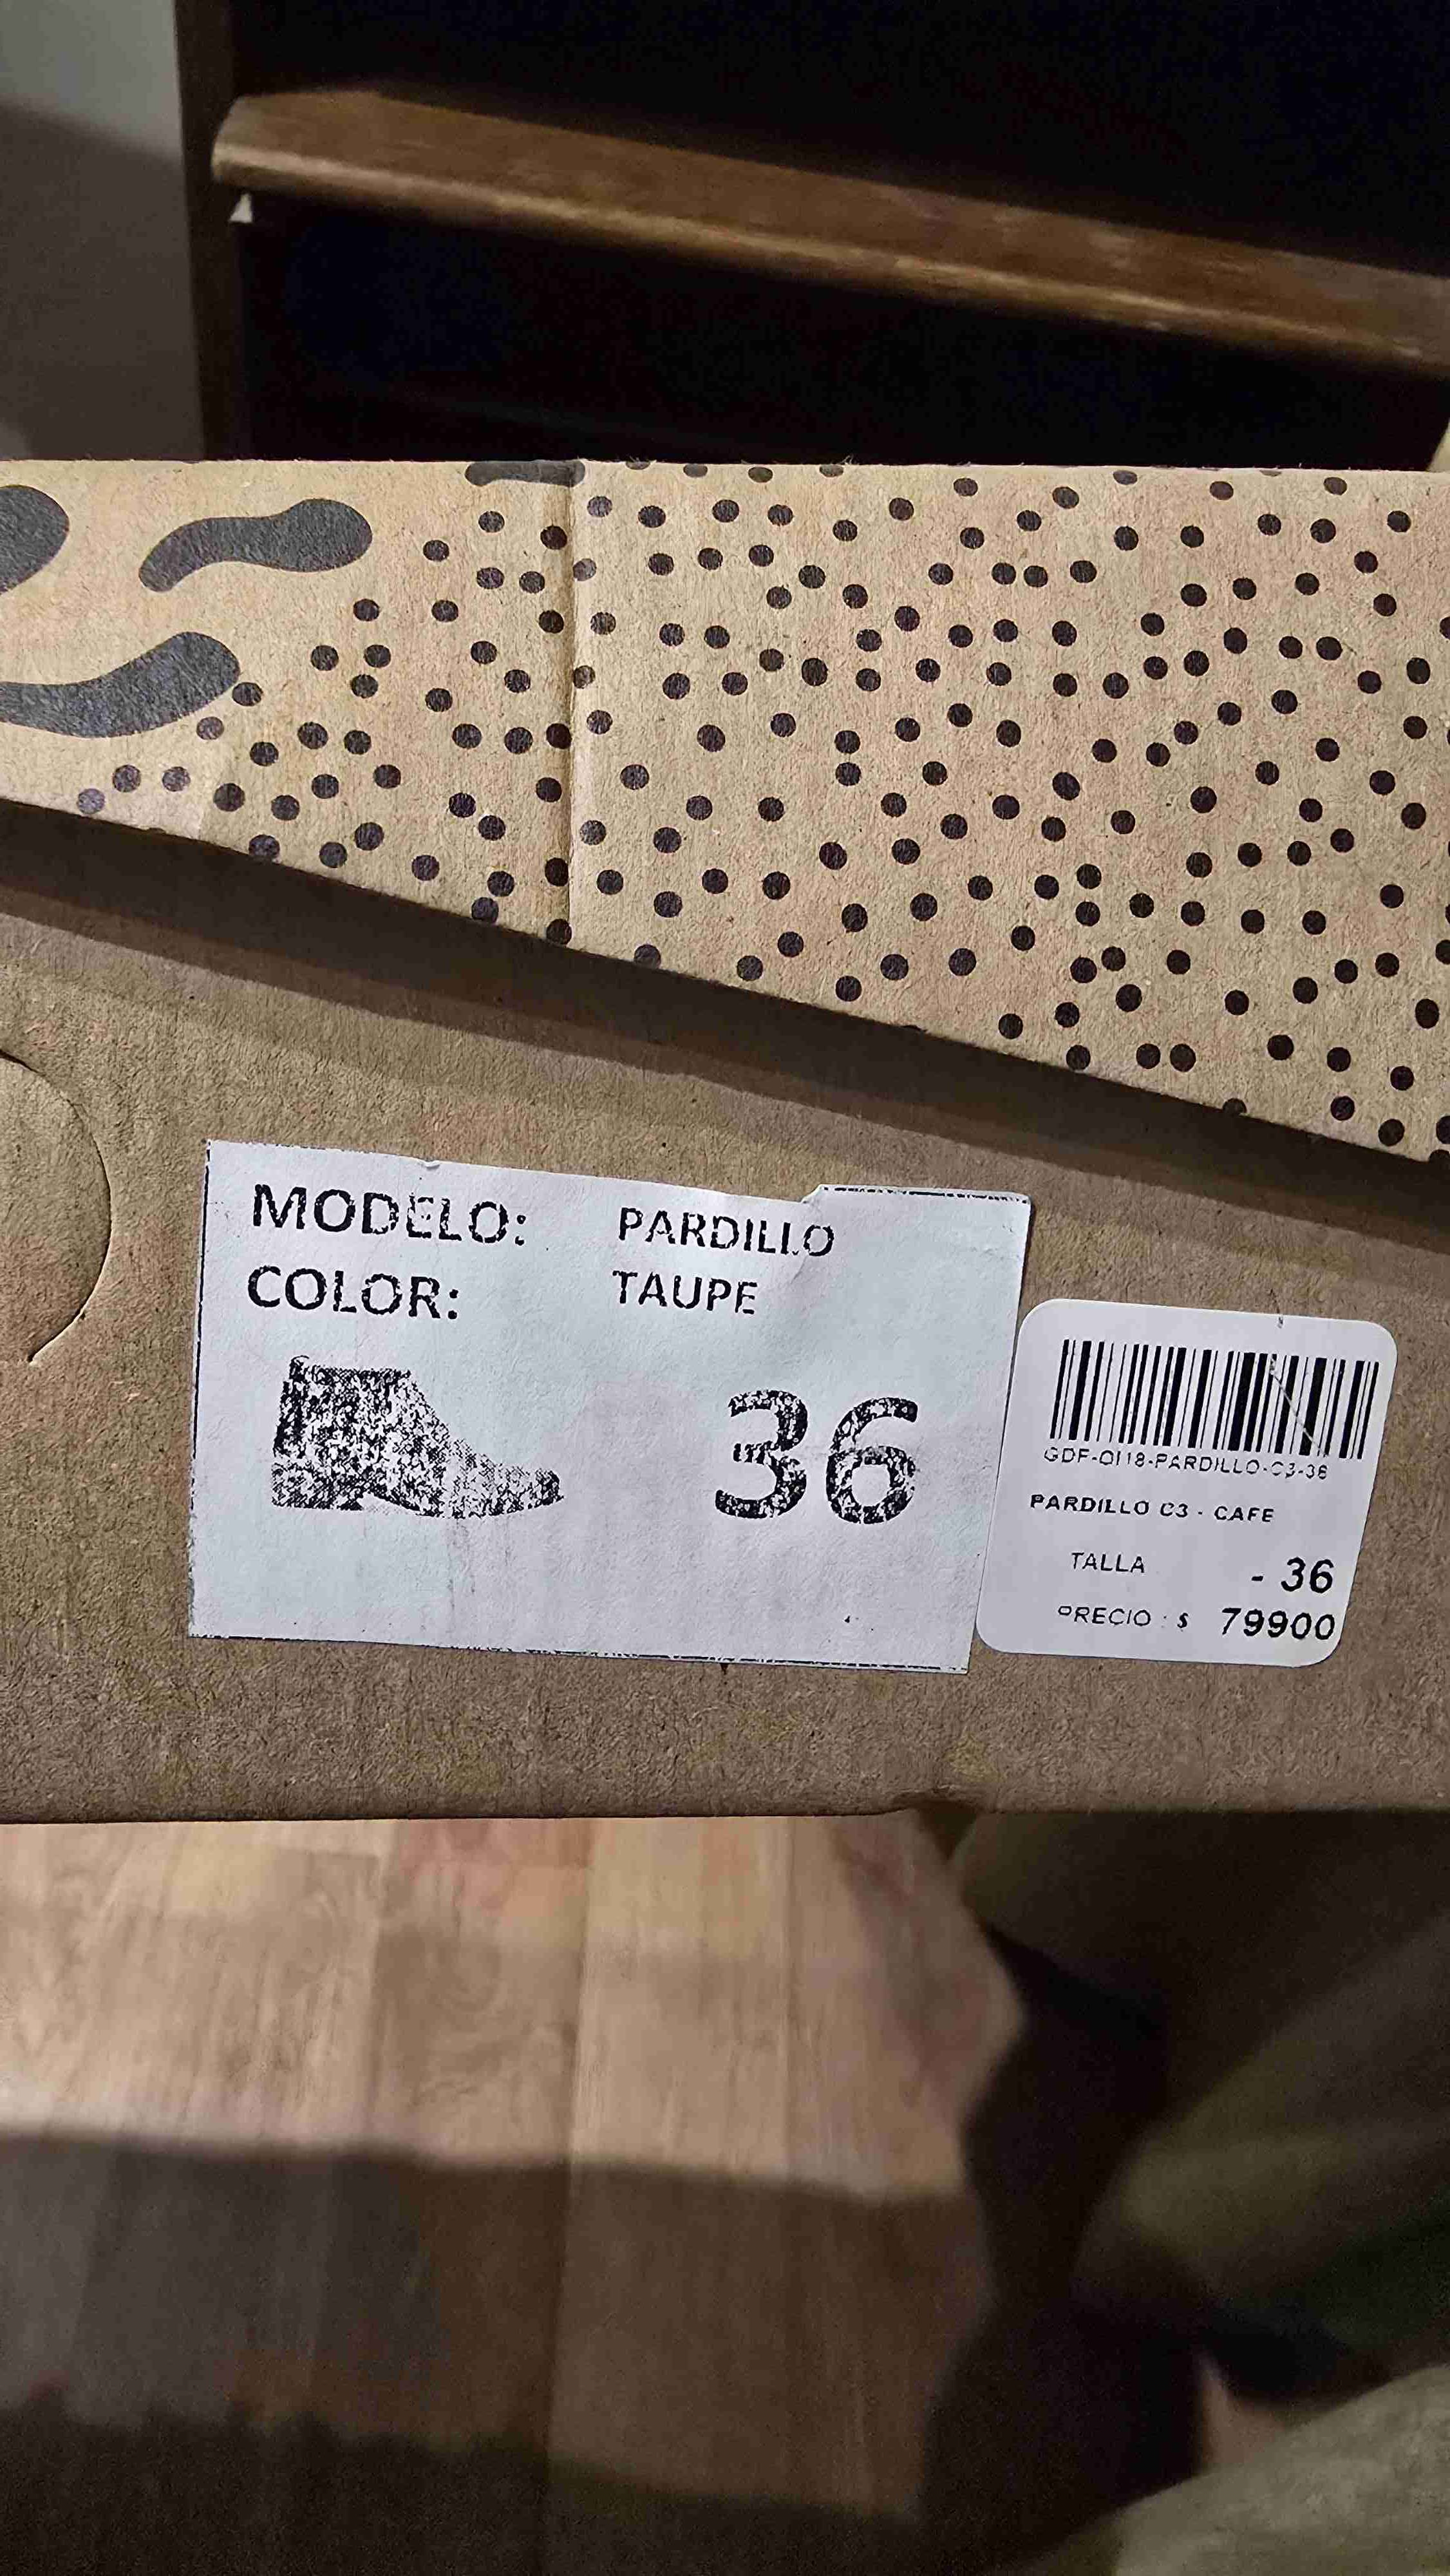 MODELO: PARDILLO
COLOR: TAUPE
36
GDF-OI18-PARDILLO-C3-36
PARDILLO C3 - CAFE
TALLA - 36
PRECIO : $ 79900